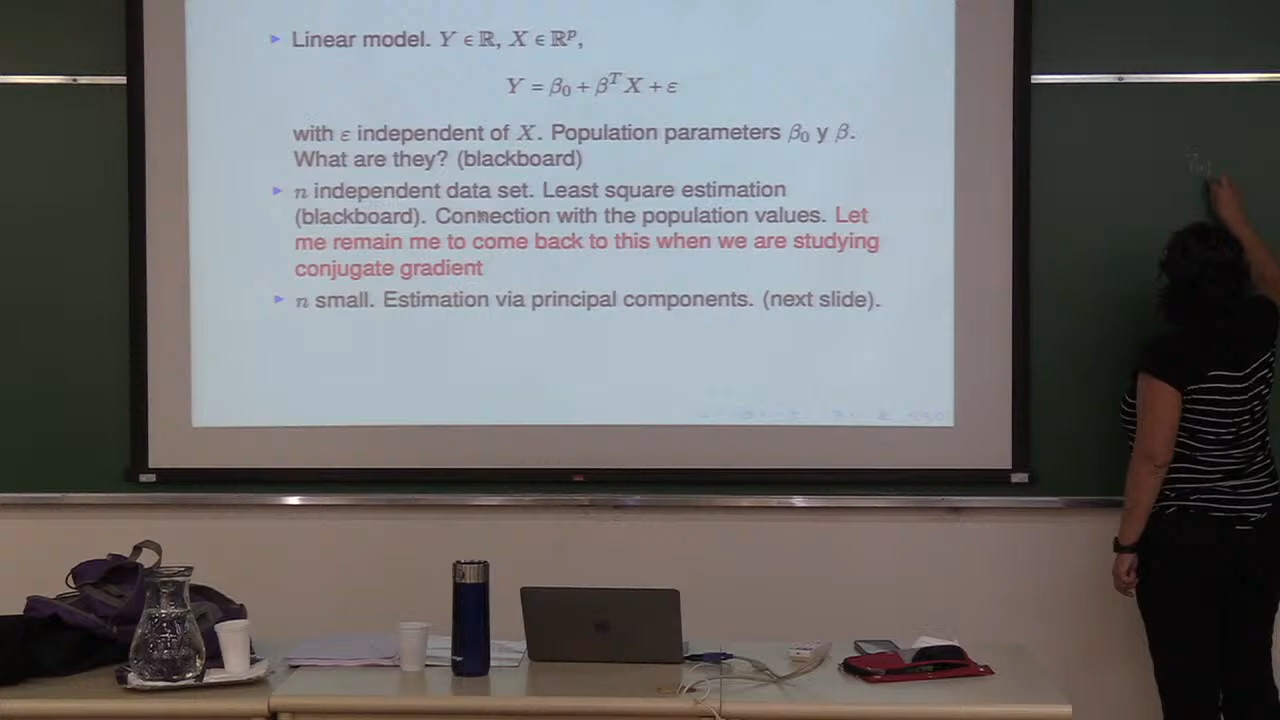 ▸ Linear model. Y ∈ ℝ, X ∈ ℝᵖ,
Y = β₀ + βᵀX + ε
with ε independent of X. Population parameters β₀ y β.
What are they? (blackboard)
▸ n independent data set. Least square estimation
(blackboard). Connection with the population values. Let
me remain me to come back to this when we are studying
conjugate gradient
▸ n small. Estimation via principal components. (next slide).